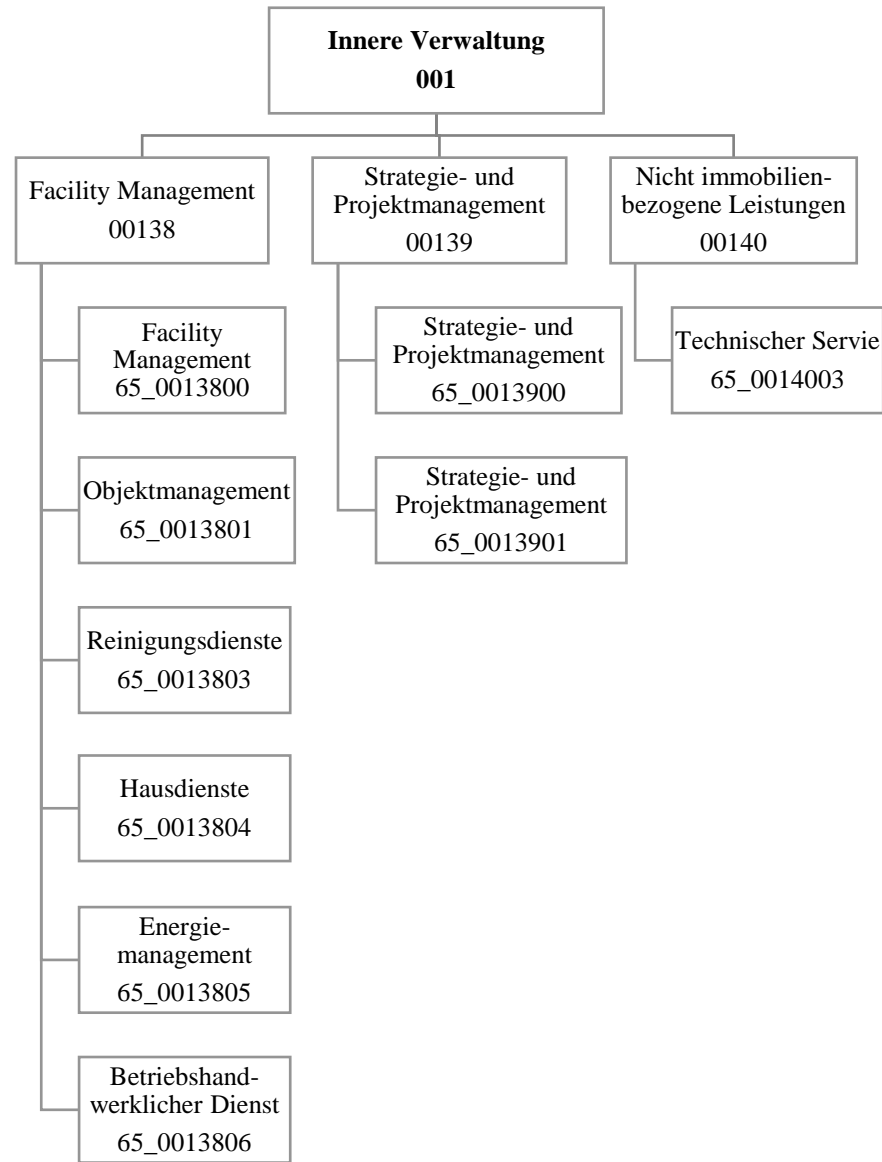 Innere Verwaltung
001
Facility Management
00138
Strategie- und
Projektmanagement
00139
Nicht immobilien-
bezogene Leistungen
00140
Facility
Management
65_0013800
Strategie- und
Projektmanagement
65_0013900
Technischer Servie
65_0014003
Objektmanagement
65_0013801
Strategie- und
Projektmanagement
65_0013901
Reinigungsdienste
65_0013803
Hausdienste
65_0013804
Energie-
management
65_0013805
Betriebshand-
werklicher Dienst
65_0013806